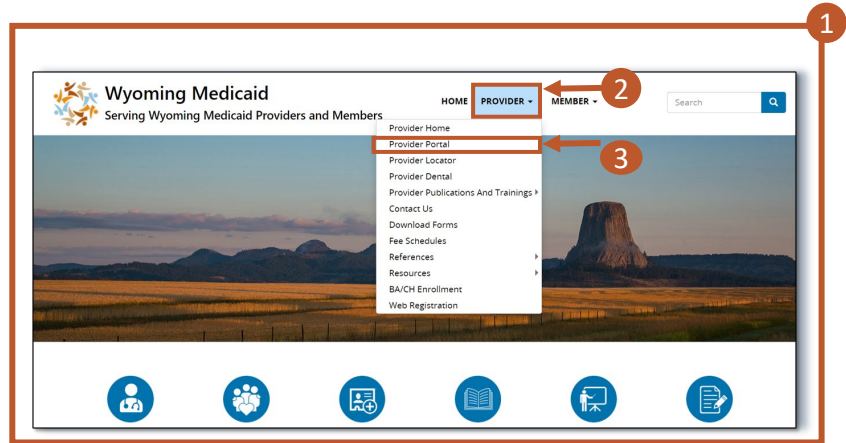 1
Wyoming Medicaid
Serving Wyoming Medicaid Providers and Members
HOME PROVIDER MEMBER
Search
2
Provider Home
Provider Portal
3
Provider Locator
Provider Dental
Provider Publications And Trainings
Contact Us
Download Forms
Fee Schedules
References
Resources
BA/CH Enrollment
Web Registration